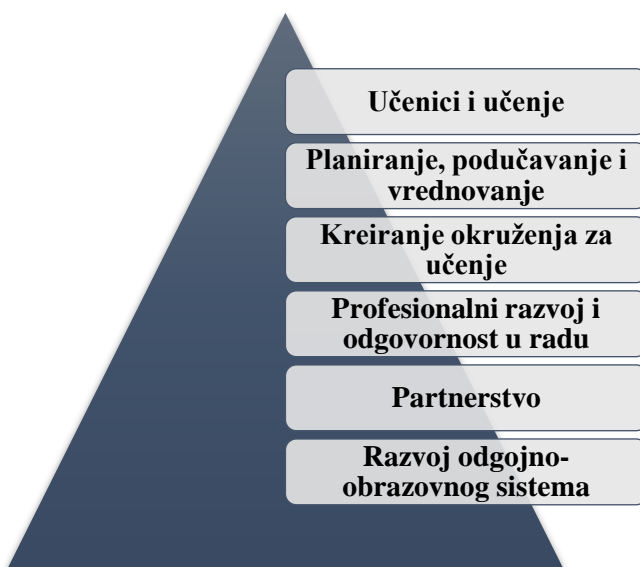 Učenici i učenje
Planiranje, podučavanje i
vrednovanje
Kreiranje okruženja za
učenje
Profesionalni razvoj i
odgovornost u radu
Partnerstvo
Razvoj odgojno-
obrazovnog sistema